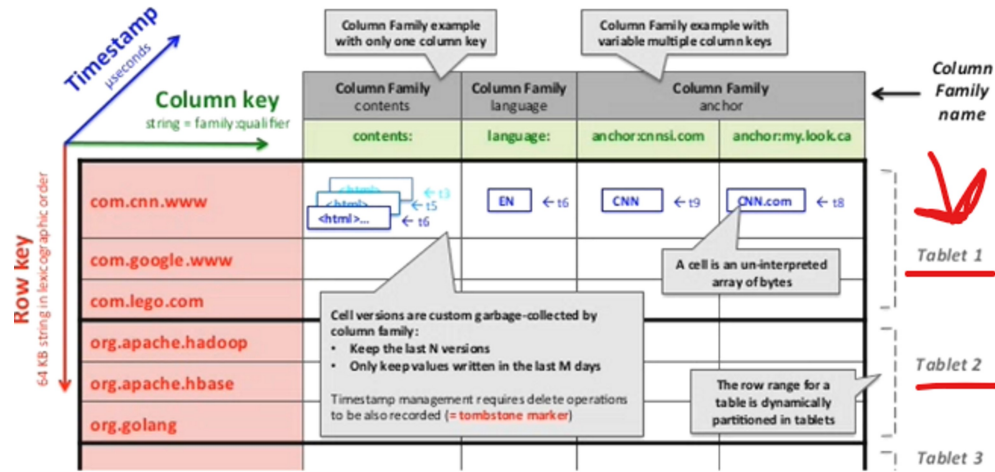 Timestamp
µseconds
Column key
string = family:qualifier
Row key
64 KB string in lexicographic order
Column Family example
with only one column key
Column Family example with
variable multiple column keys
Column Family
contents
Column Family
language
Column Family
anchor
Column
Family
name
contents:
language:
anchor:cnnsi.com
anchor:my.look.ca
com.cnn.www
<html>
← t3
<html>
← t5
<html>...
← t6
EN
← t6
CNN
← t9
CNN.com
← t8
Tablet 1
com.google.www
A cell is an un-interpreted
array of bytes
com.lego.com
Cell versions are custom garbage-collected by
column family:
• Keep the last N versions
• Only keep values written in the last M days
Timestamp management requires delete operations
to be also recorded (= tombstone marker)
org.apache.hadoop
org.apache.hbase
org.golang
The row range for a
table is dynamically
partitioned in tablets
Tablet 2
Tablet 3